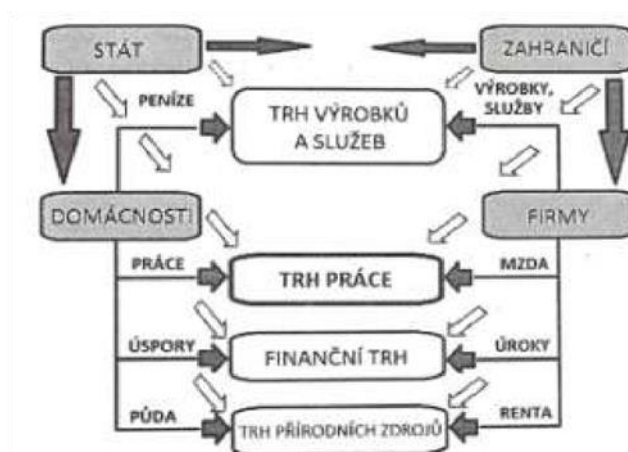 STÁT
ZAHRANIČÍ
PENÍZE
TRH VÝROBKŮ
A SLUŽEB
VÝROBKY,
SLUŽBY
DOMÁCNOSTI
FIRMY
PRÁCE
TRH PRÁCE
MZDA
ÚSPORY
FINANČNÍ TRH
ÚROKY
PŮDA
TRH PŘÍRODNÍCH ZDROJŮ
RENTA